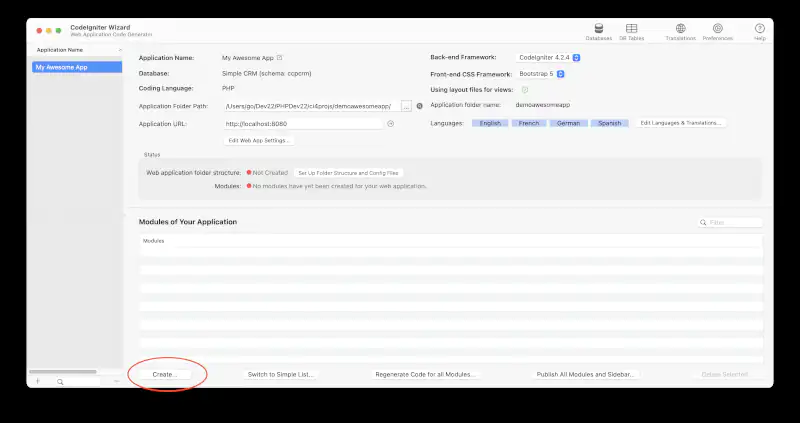 CodeIgniter Wizard
Web Application Code Generator
Databases DB Tables Translations Preferences Help
Application Name
My Awesome App
Application Name: My Awesome App
Back-end Framework: CodeIgniter 4.2.4
Database: Simple CRM (schema: ccpcrm)
Front-end CSS Framework: Bootstrap 5
Coding Language: PHP
Using layout files for views:
Application Folder Path: /Users/go/Dev22/PHPDev22/ci4projs/demoawesomeapp/ ...
Application folder name: demoawesomeapp
Application URL: http://localhost:8080
Languages: English French German Spanish Edit Languages & Translations...
Edit Web App Settings...
Status
Web application folder structure: Not Created Set Up Folder Structure and Config Files
Modules: No modules have yet been created for your web application.
Modules of Your Application
Filter
Modules
Create... Switch to Simple List... Regenerate Code for all Modules... Publish All Modules and Sidebar... Delete Selected...